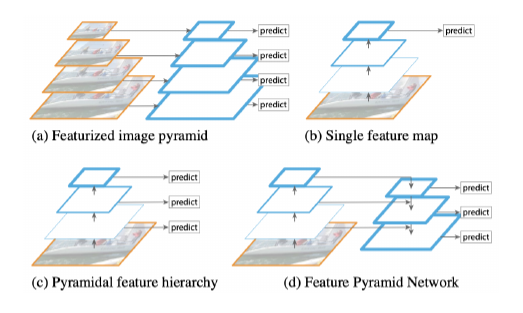 predict
predict
predict
predict
predict
(a) Featurized image pyramid
(b) Single feature map
predict
predict
predict
predict
predict
predict
(c) Pyramidal feature hierarchy
(d) Feature Pyramid Network